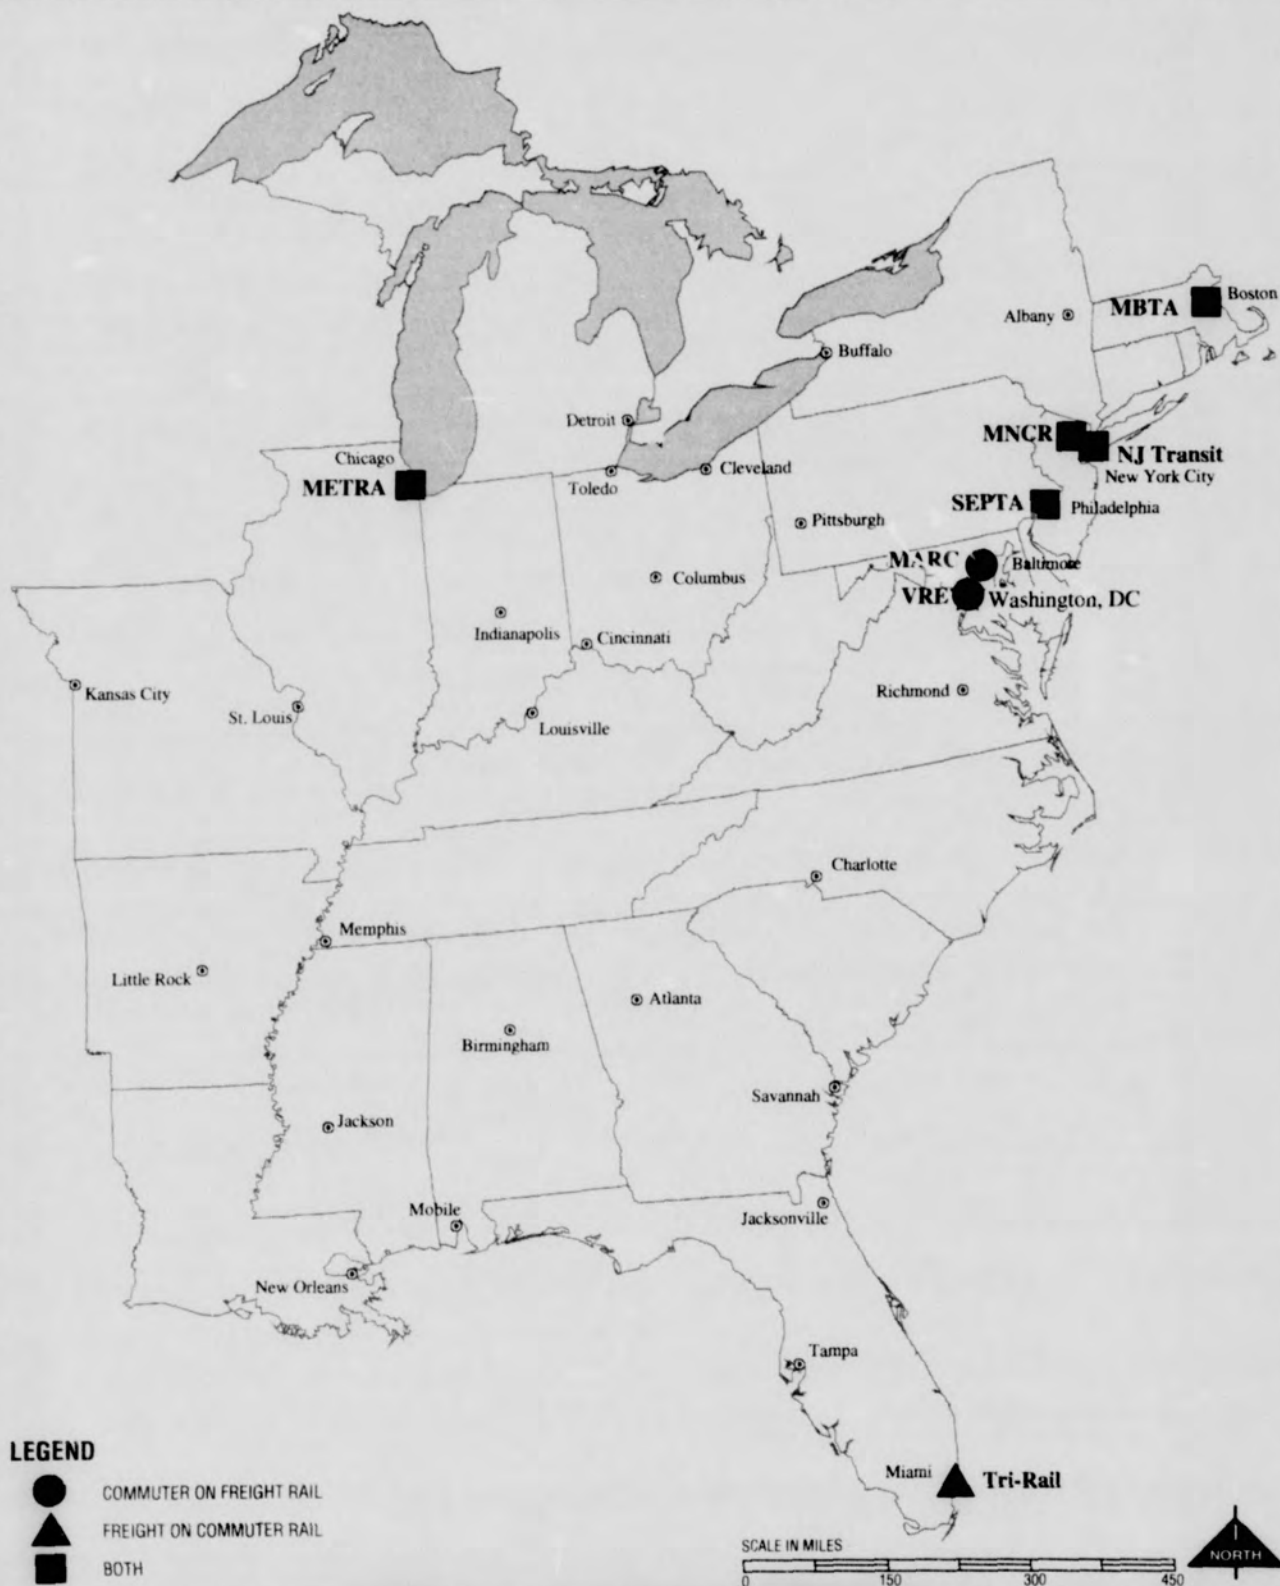 MBTA Boston
Albany
Buffalo
Detroit
MNCR
NJ Transit
New York City
Chicago
METRA
Toledo
Cleveland
SEPTA Philadelphia
Pittsburgh
MARC Baltimore
VRE Washington, DC
Columbus
Indianapolis
Cincinnati
Kansas City
Richmond
St. Louis
Louisville
Charlotte
Memphis
Little Rock
Atlanta
Birmingham
Savannah
Jackson
Mobile
Jacksonville
New Orleans
Tampa
Miami Tri-Rail
LEGEND
COMMUTER ON FREIGHT RAIL
FREIGHT ON COMMUTER RAIL
BOTH
SCALE IN MILES
0 150 300 450
NORTH